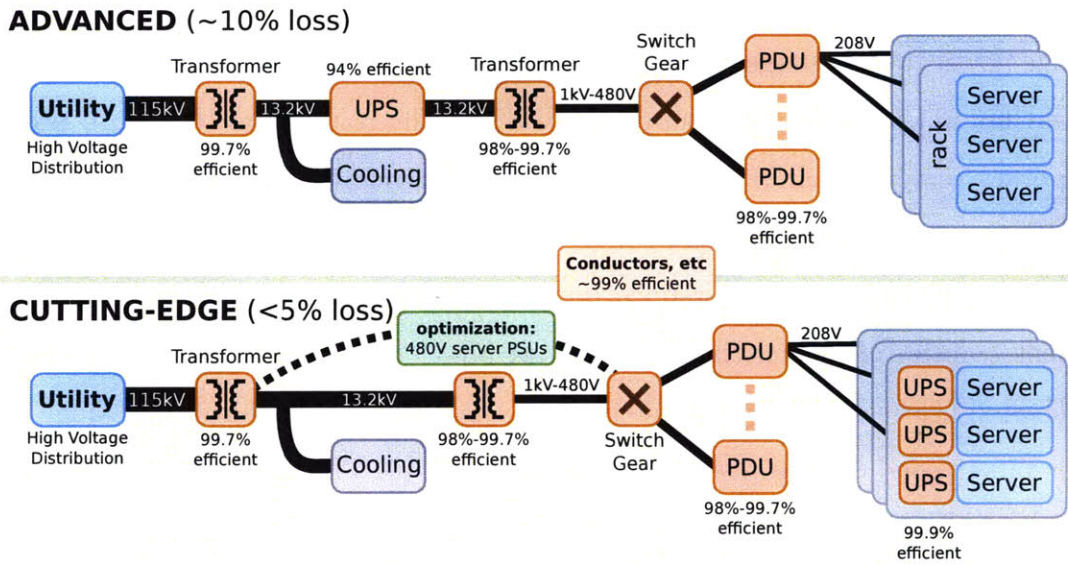 ADVANCED (~10% loss)
Switch
Gear
Transformer
94% efficient
Transformer
PDU
208V
Utility
115kV
13.2kV
UPS
13.2kV
1kV-480V
Server
High Voltage
Distribution
99.7%
efficient
Cooling
98%-99.7%
efficient
PDU
rack
Server
Server
98%-99.7%
efficient
Conductors, etc
~99% efficient
CUTTING-EDGE (<5% loss)
optimization:
480V server PSUs
Transformer
PDU
208V
Utility
115kV
13.2kV
1kV-480V
UPS
Server
High Voltage
Distribution
99.7%
efficient
Cooling
98%-99.7%
efficient
Switch
Gear
PDU
UPS
Server
UPS
Server
98%-99.7%
efficient
99.9%
efficient